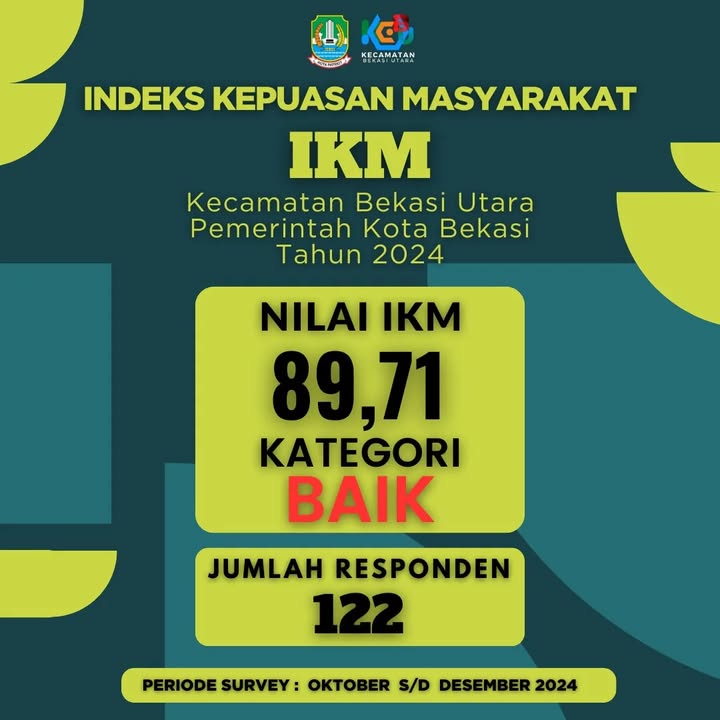 KECAMATAN
BEKASI UTARA
INDEKS KEPUASAN MASYARAKAT
IKM
Kecamatan Bekasi Utara
Pemerintah Kota Bekasi
Tahun 2024
NILAI IKM
89,71
KATEGORI
BAIK
JUMLAH RESPONDEN
122
PERIODE SURVEY : OKTOBER S/D DESEMBER 2024